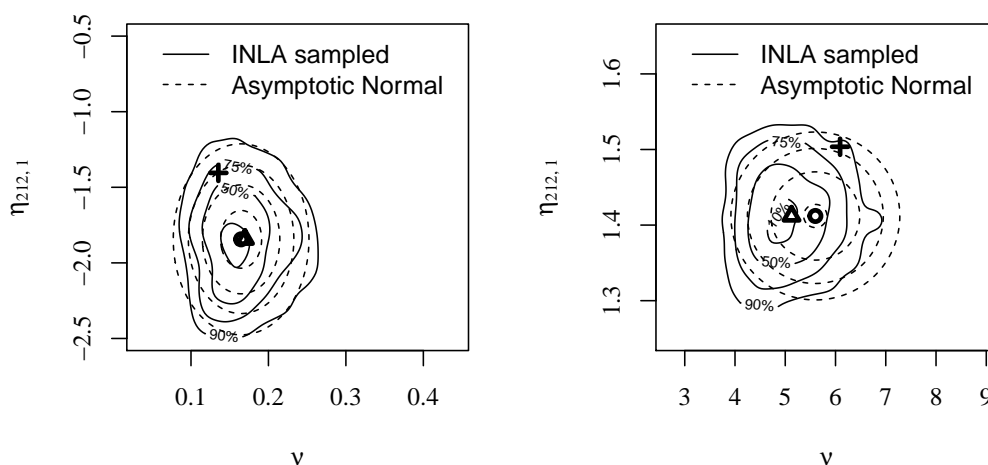 INLA sampled
Asymptotic Normal
η212, 1
−0.5
−1.0
−1.5
−2.0
−2.5
75%
50%
90%
0.1 0.2 0.3 0.4
ν
INLA sampled
Asymptotic Normal
η212, 1
1.6
1.5
1.4
1.3
75%
0%
50%
90%
3 4 5 6 7 8 9
ν